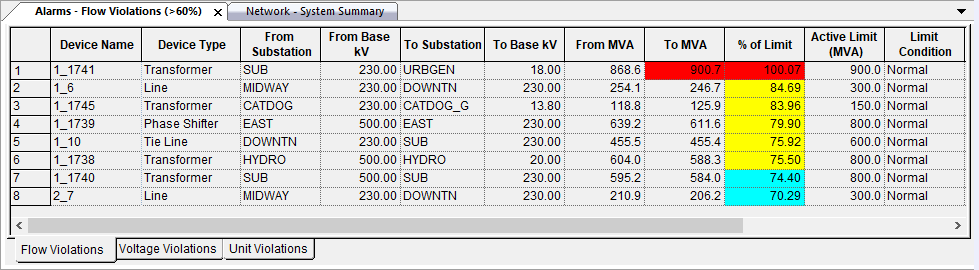 Alarms - Flow Violations (>60%) x Network - System Summary
Device Name Device Type From Substation From Base kV To Substation To Base kV From MVA To MVA % of Limit Active Limit (MVA) Limit Condition
1 1_1741 Transformer SUB 230.00 URBGEN 18.00 868.6 900.7 100.07 900.0 Normal
2 1_6 Line MIDWAY 230.00 DOWNTN 230.00 254.1 246.7 84.69 300.0 Normal
3 1_1745 Transformer CATDOG 230.00 CATDOG_G 13.80 118.8 125.9 83.96 150.0 Normal
4 1_1739 Phase Shifter EAST 500.00 EAST 230.00 639.2 611.6 79.90 800.0 Normal
5 1_10 Tie Line DOWNTN 230.00 SUB 230.00 455.5 455.4 75.92 600.0 Normal
6 1_1738 Transformer HYDRO 500.00 HYDRO 20.00 604.0 588.3 75.50 800.0 Normal
7 1_1740 Transformer SUB 500.00 SUB 230.00 595.2 584.0 74.40 800.0 Normal
8 2_7 Line MIDWAY 230.00 DOWNTN 230.00 210.9 206.2 70.29 300.0 Normal
Flow Violations Voltage Violations Unit Violations